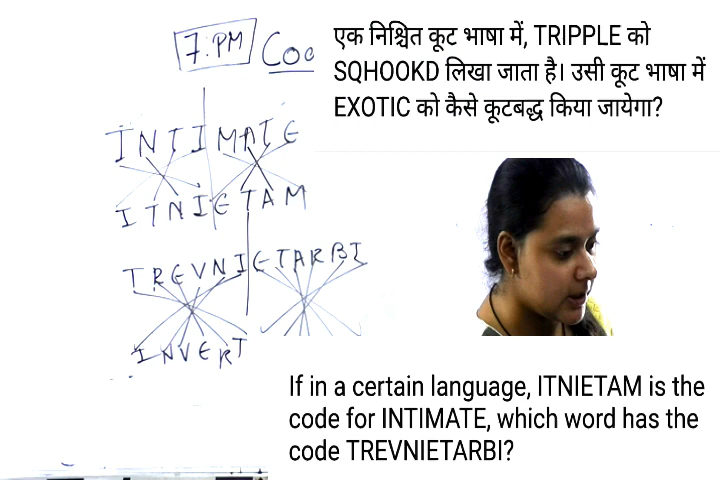 7:PM
एक निश्चित कूट भाषा में, TRIPPLE को
SQHOOKD लिखा जाता है। उसी कूट भाषा में
EXOTIC को कैसे कूटबद्ध किया जायेगा?
INTIMATE
ITNIETAM
TREVNIETARBI
INVERT
If in a certain language, ITNIETAM is the
code for INTIMATE, which word has the
code TREVNIETARBI?